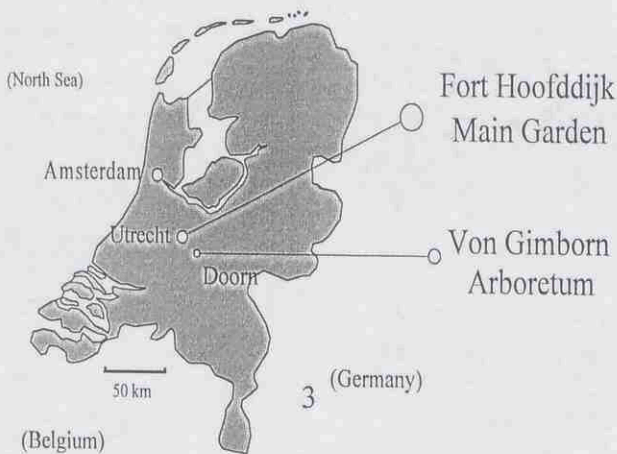 (North Sea)
Fort Hoofddijk
Main Garden
Amsterdam
Utrecht
Von Gimborn
Arboretum
Doorn
50 km
3
(Germany)
(Belgium)